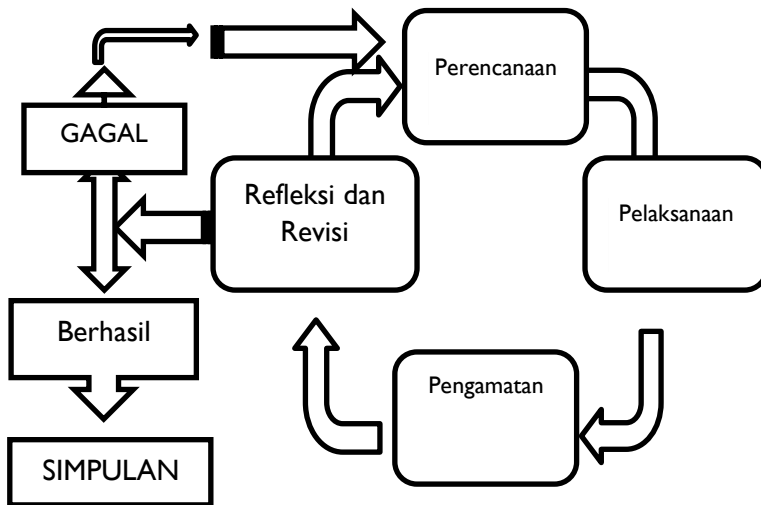 Perencanaan
GAGAL
Refleksi dan
Revisi
Pelaksanaan
Berhasil
Pengamatan
SIMPULAN